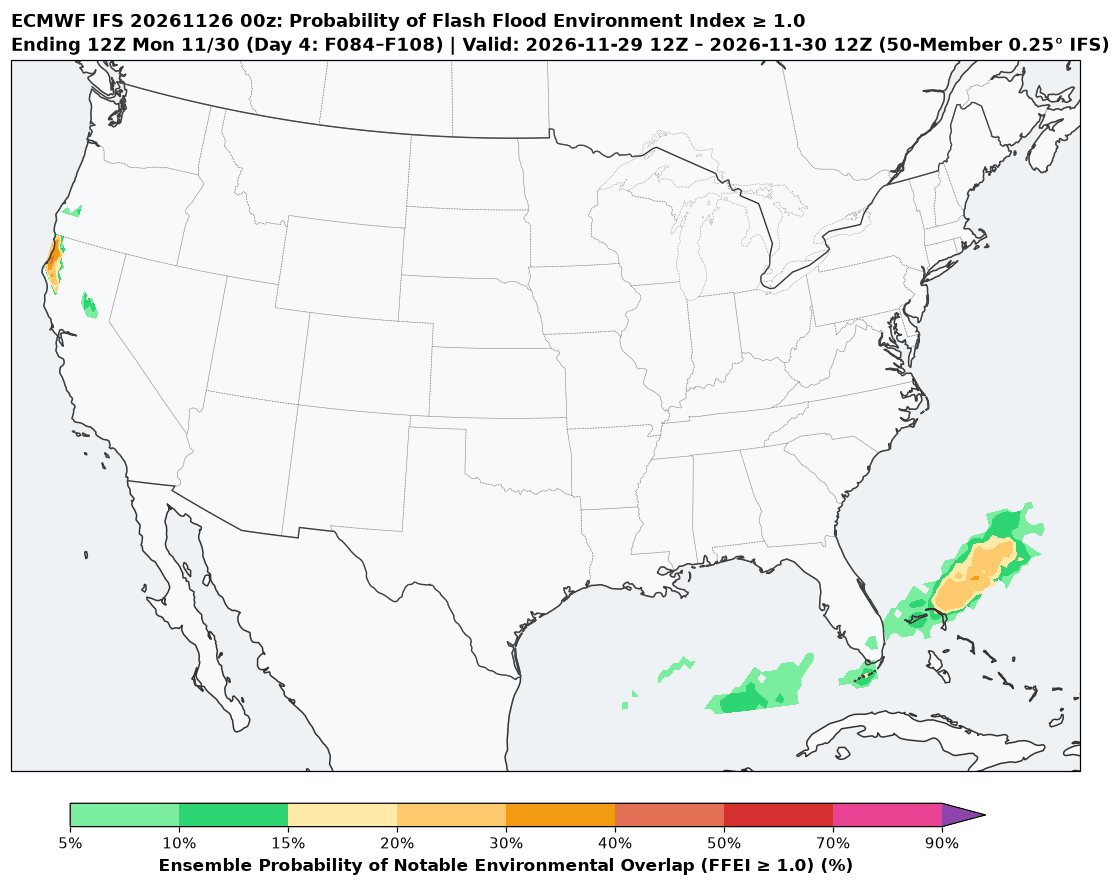 ECMWF IFS 20261126 00z: Probability of Flash Flood Environment Index ≥ 1.0
Ending 12Z Mon 11/30 (Day 4: F084–F108) | Valid: 2026-11-29 12Z – 2026-11-30 12Z (50-Member 0.25° IFS)
5% 10% 15% 20% 30% 40% 50% 70% 90%
Ensemble Probability of Notable Environmental Overlap (FFEI ≥ 1.0) (%)